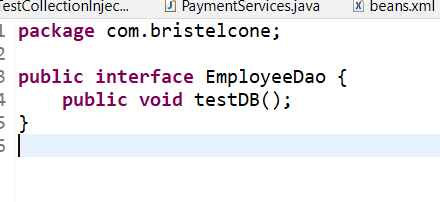 TestCollectionInjec...
PaymentServices.java
beans.xml
1 package com.bristelcone;
2
3 public interface EmployeeDao {
4 public void testDB();
5 }
6